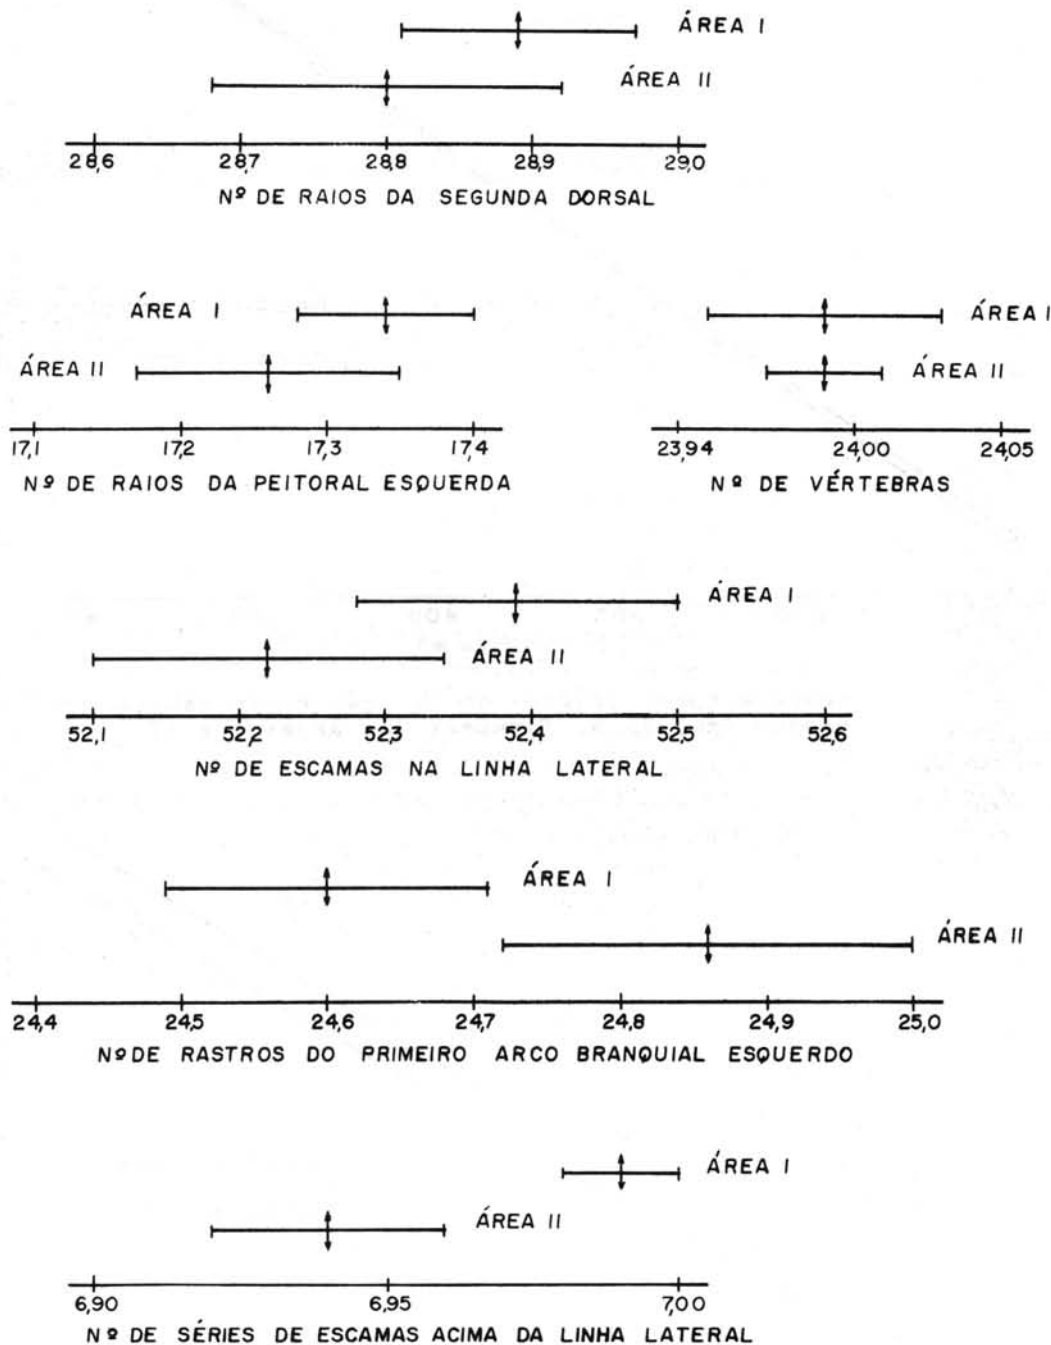 ÁREA I
ÁREA II
28,6 28,7 28,8 28,9 29,0
Nº DE RAIOS DA SEGUNDA DORSAL
ÁREA I
ÁREA II
17,1 17,2 17,3 17,4
Nº DE RAIOS DA PEITORAL ESQUERDA
ÁREA I
ÁREA II
23,94 24,00 24,05
Nº DE VÉRTEBRAS
ÁREA I
ÁREA II
52,1 52,2 52,3 52,4 52,5 52,6
Nº DE ESCAMAS NA LINHA LATERAL
ÁREA I
ÁREA II
24,4 24,5 24,6 24,7 24,8 24,9 25,0
Nº DE RASTROS DO PRIMEIRO ARCO BRANQUIAL ESQUERDO
ÁREA I
ÁREA II
6,90 6,95 7,00
Nº DE SÉRIES DE ESCAMAS ACIMA DA LINHA LATERAL